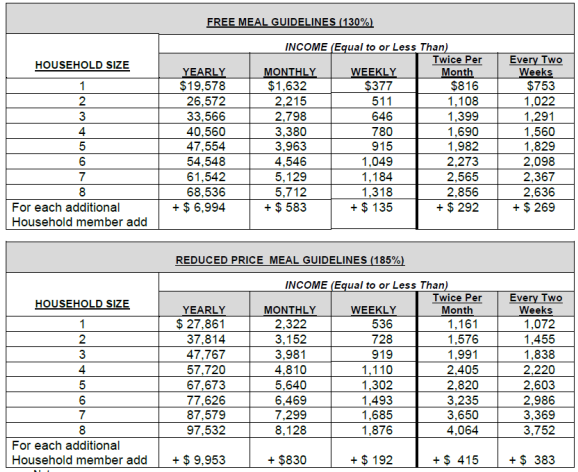 FREE MEAL GUIDELINES (130%)
HOUSEHOLD SIZE INCOME (Equal to or Less Than)
YEARLY MONTHLY WEEKLY Twice Per Month Every Two Weeks
1 $19,578 $1,632 $377 $816 $753
2 26,572 2,215 511 1,108 1,022
3 33,566 2,798 646 1,399 1,291
4 40,560 3,380 780 1,690 1,560
5 47,554 3,963 915 1,982 1,829
6 54,548 4,546 1,049 2,273 2,098
7 61,542 5,129 1,184 2,565 2,367
8 68,536 5,712 1,318 2,856 2,636
For each additional Household member add + $ 6,994 + $ 583 + $ 135 + $ 292 + $ 269
REDUCED PRICE MEAL GUIDELINES (185%)
HOUSEHOLD SIZE INCOME (Equal to or Less Than)
YEARLY MONTHLY WEEKLY Twice Per Month Every Two Weeks
1 $ 27,861 2,322 536 1,161 1,072
2 37,814 3,152 728 1,576 1,455
3 47,767 3,981 919 1,991 1,838
4 57,720 4,810 1,110 2,405 2,220
5 67,673 5,640 1,302 2,820 2,603
6 77,626 6,469 1,493 3,235 2,986
7 87,579 7,299 1,685 3,650 3,369
8 97,532 8,128 1,876 4,064 3,752
For each additional
Household member add + $ 9,953 + $830 + $ 192 + $ 415 + $ 383